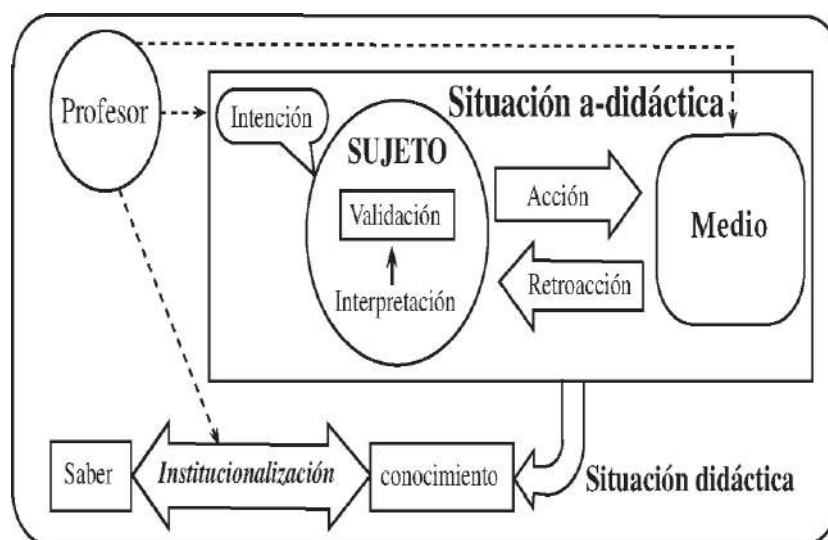 Profesor
Intención
Situación a-didáctica
SUJETO
Validación
Interpretación
Acción
Retroacción
Medio
Saber
Institucionalización
conocimiento
Situación didáctica